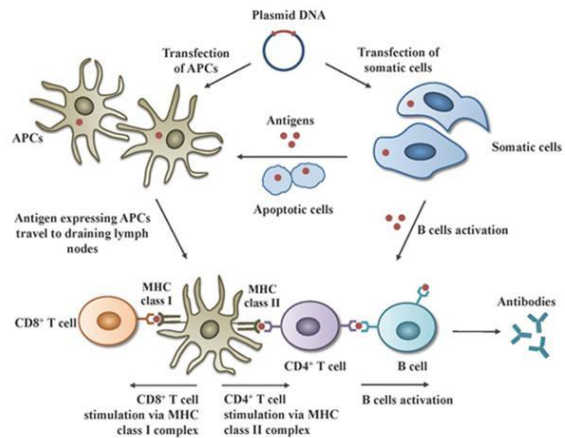 Plasmid DNA
Transfection
of APCs
Transfection of
somatic cells
APCs
Antigens
Somatic cells
Apoptotic cells
Antigen expressing APCs
travel to draining lymph
nodes
B cells activation
MHC
class I
MHC
class II
Antibodies
CD8⁺ T cell
CD4⁺ T cell
B cell
CD8⁺ T cell
stimulation via MHC
class I complex
CD4⁺ T cell
stimulation via MHC
class II complex
B cells activation